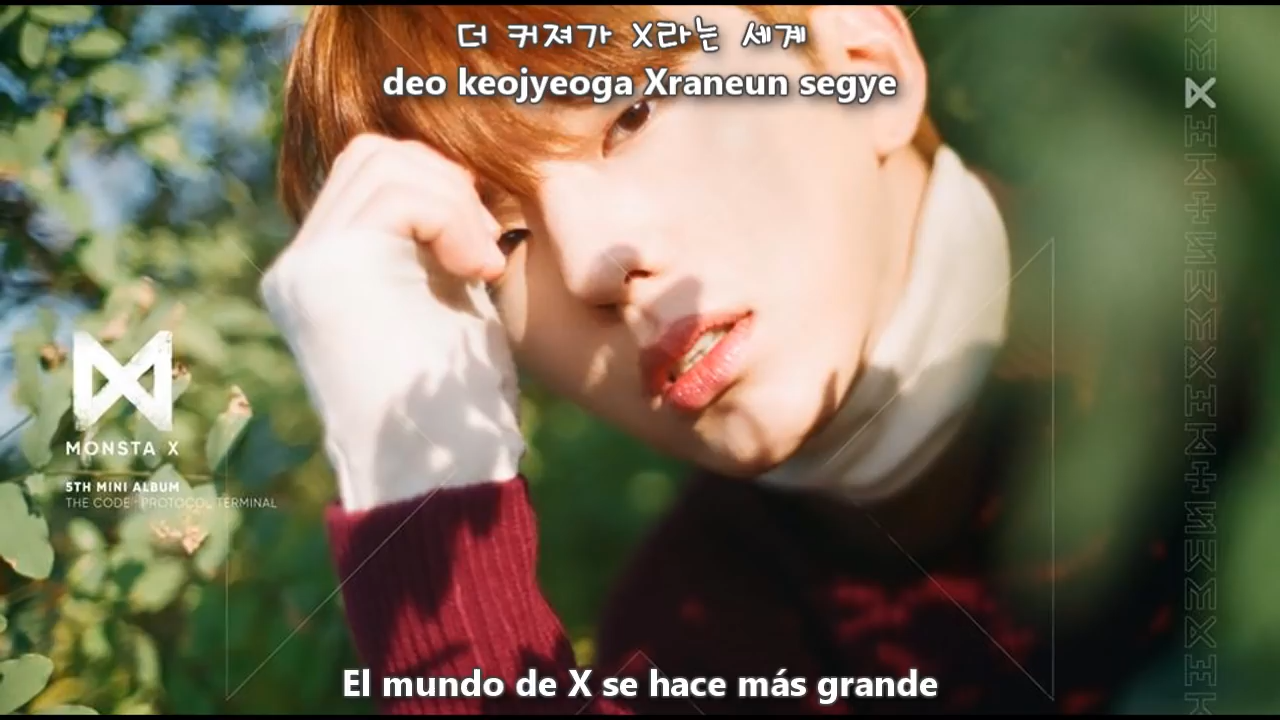 더 커져가 X라는 세계
deo keojyeoga Xraneun segye
MONSTA X
5TH MINI ALBUM
THE CODE · PROTOCOL TERMINAL
El mundo de X se hace más grande